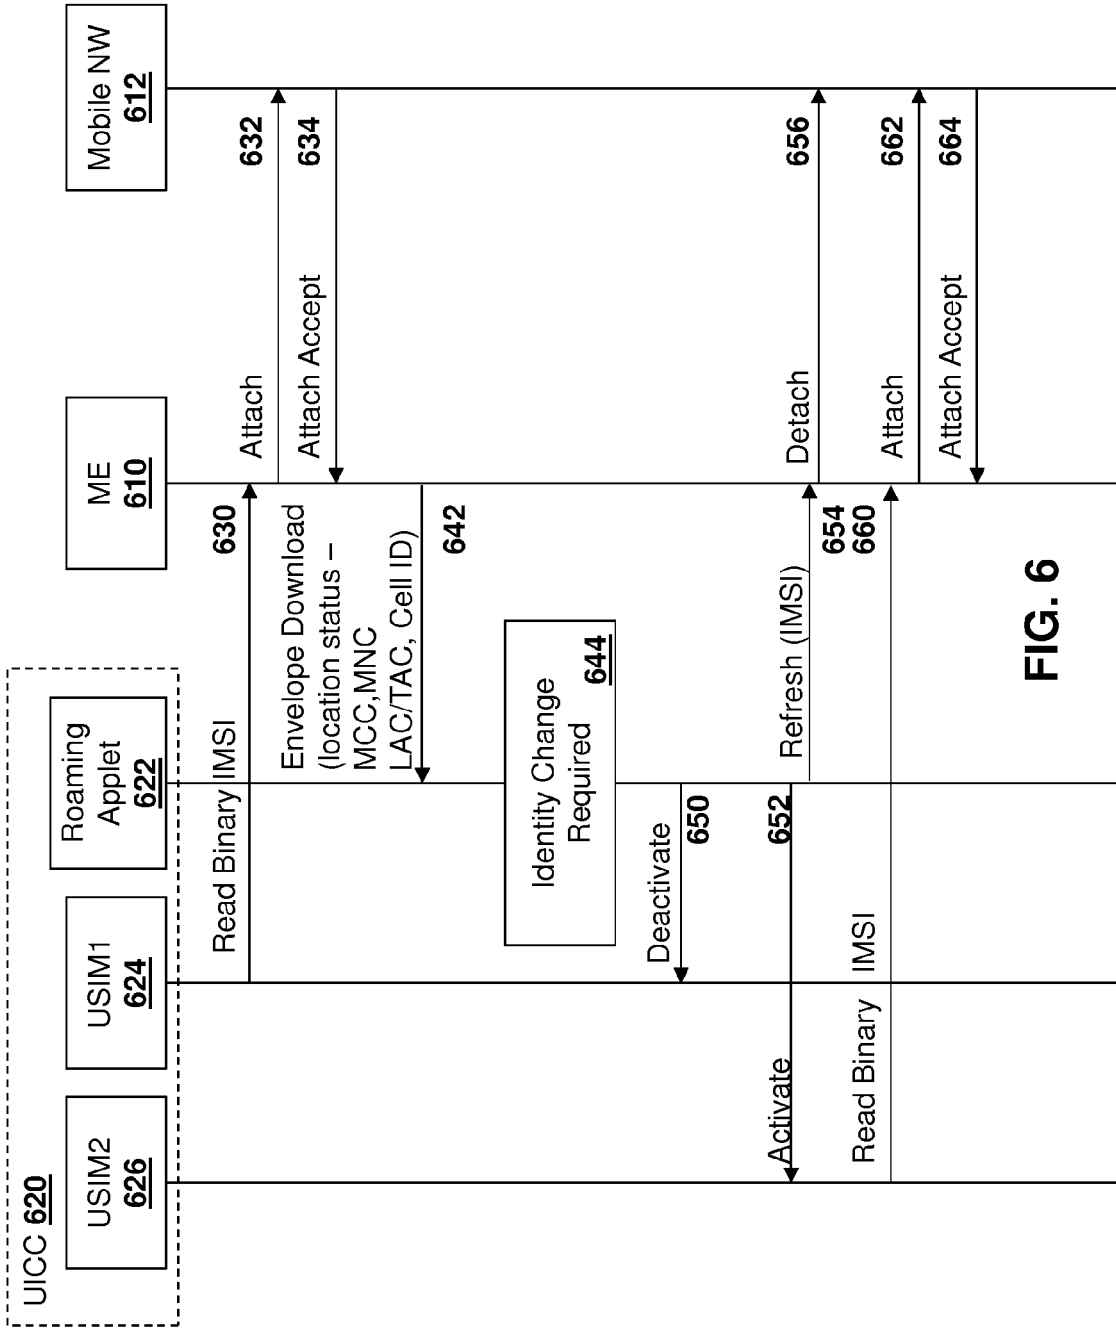 UICC 620
USIM2
626
USIM1
624
Roaming
Applet
622
ME
610
Mobile NW
612
Read Binary IMSI
630
Attach
632
Attach Accept
634
Envelope Download
(location status –
MCC,MNC
LAC/TAC, Cell ID)
642
Identity Change
Required
644
Deactivate
650
Activate
652
Refresh (IMSI)
654
Detach
656
Read Binary IMSI
660
Attach
662
Attach Accept
664
FIG. 6